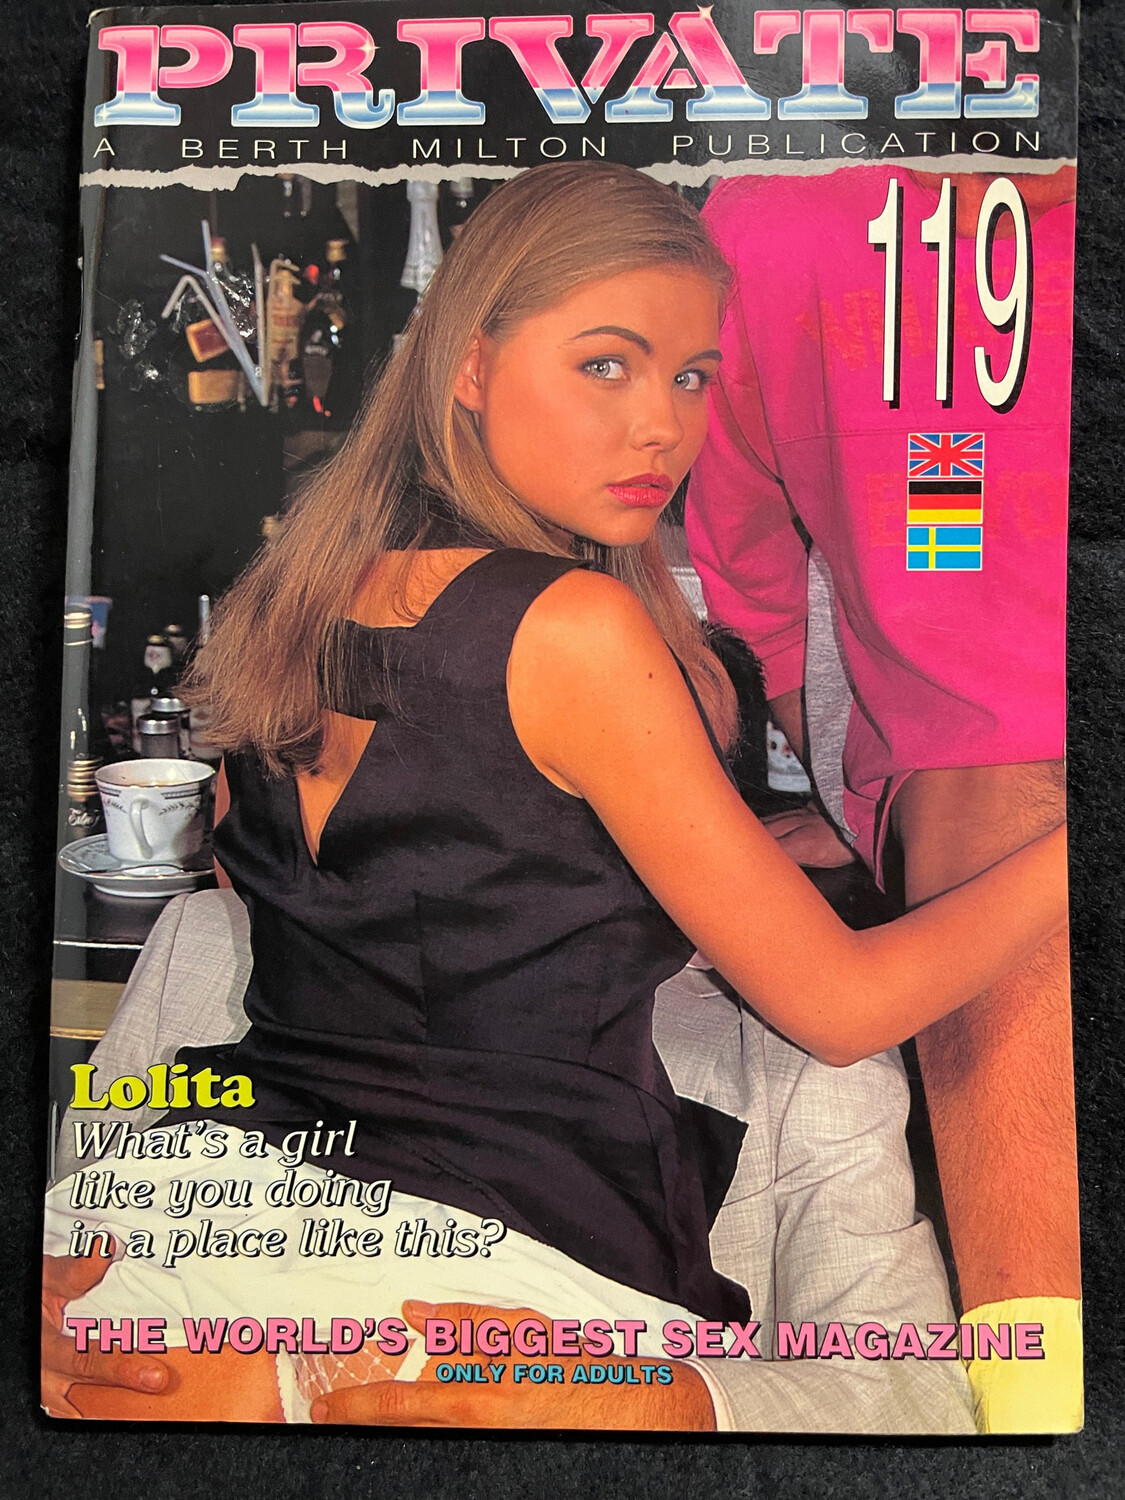 PRIVATE
A BERTH MILTON PUBLICATION
119
Lolita
What's a girl
like you doing
in a place like this?
THE WORLD'S BIGGEST SEX MAGAZINE
ONLY FOR ADULTS